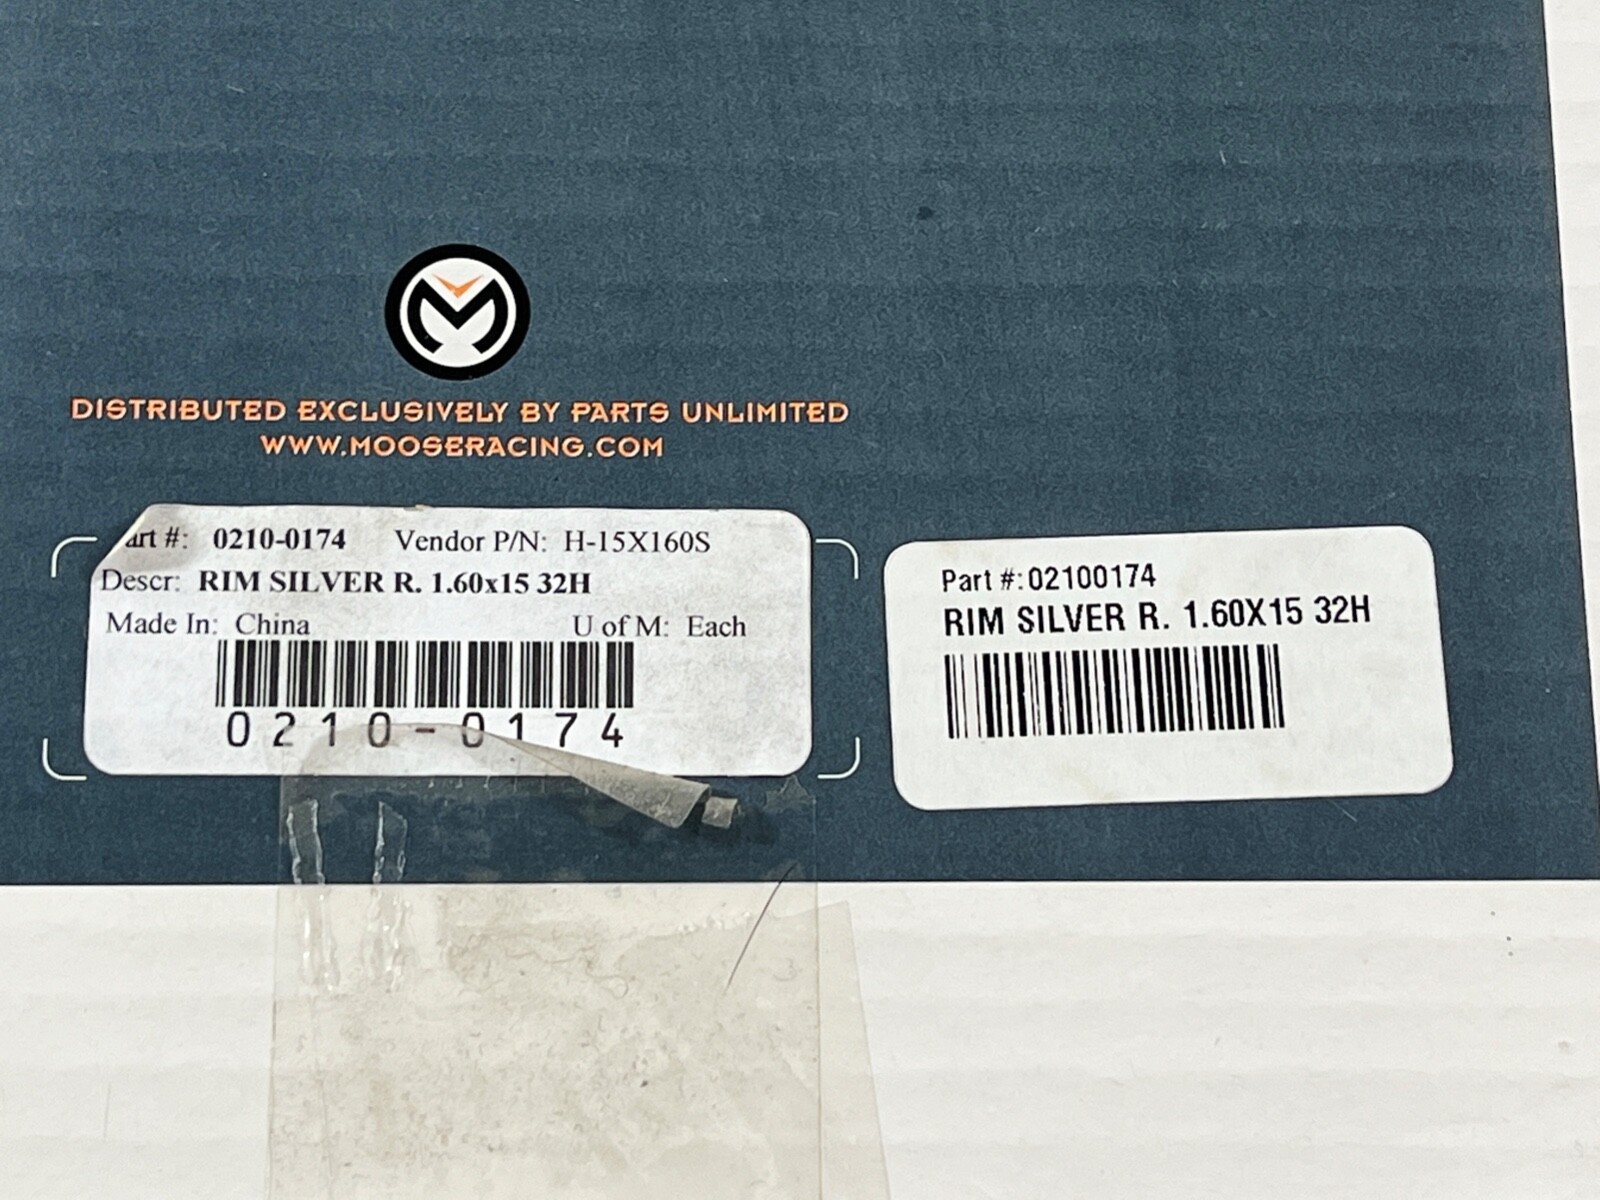 DISTRIBUTED EXCLUSIVELY BY PARTS UNLIMITED
WWW.MOOSERACING.COM
art #: 0210-0174 Vendor P/N: H-15X160S
Descr: RIM SILVER R. 1.60x15 32H
Made In: China U of M: Each
0210-0174
Part #:02100174
RIM SILVER R. 1.60X15 32H